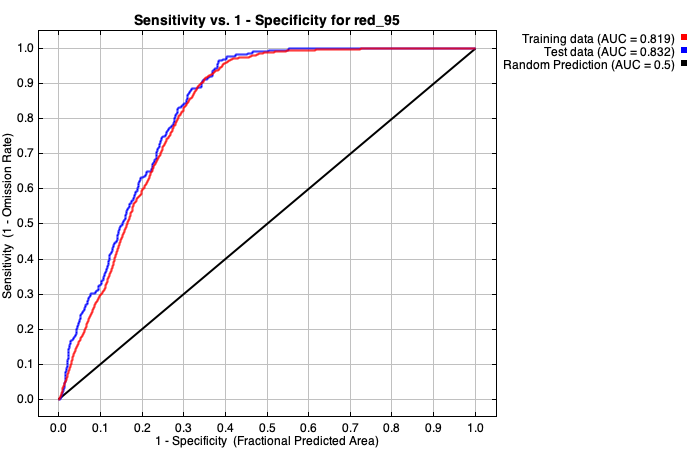 Sensitivity vs. 1 - Specificity for red_95
Training data (AUC = 0.819)
Test data (AUC = 0.832)
Random Prediction (AUC = 0.5)
Sensitivity (1 - Omission Rate)
1.0
0.9
0.8
0.7
0.6
0.5
0.4
0.3
0.2
0.1
0.0
0.0 0.1 0.2 0.3 0.4 0.5 0.6 0.7 0.8 0.9 1.0
1 - Specificity (Fractional Predicted Area)